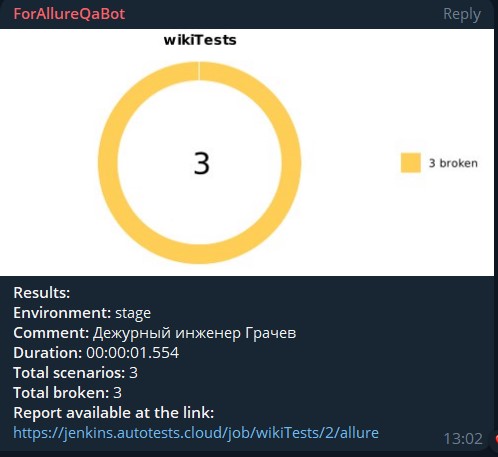 ForAllureQaBot Reply
wikiTests
3
3 broken
Results:
Environment: stage
Comment: Дежурный инженер Грачев
Duration: 00:00:01.554
Total scenarios: 3
Total broken: 3
Report available at the link:
https://jenkins.autotests.cloud/job/wikiTests/2/allure
13:02